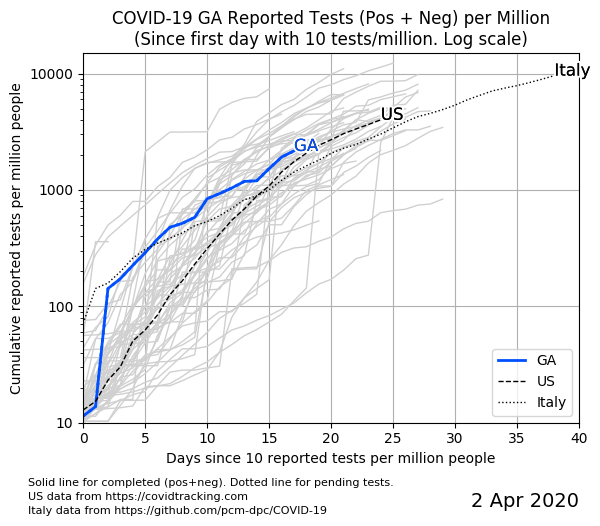 COVID-19 GA Reported Tests (Pos + Neg) per Million
(Since first day with 10 tests/million. Log scale)
Cumulative reported tests per million people
10000
1000
100
10
Italy
US
GA
GA
US
Italy
0 5 10 15 20 25 30 35 40
Days since 10 reported tests per million people
Solid line for completed (pos+neg). Dotted line for pending tests.
US data from https://covidtracking.com
Italy data from https://github.com/pcm-dpc/COVID-19
2 Apr 2020